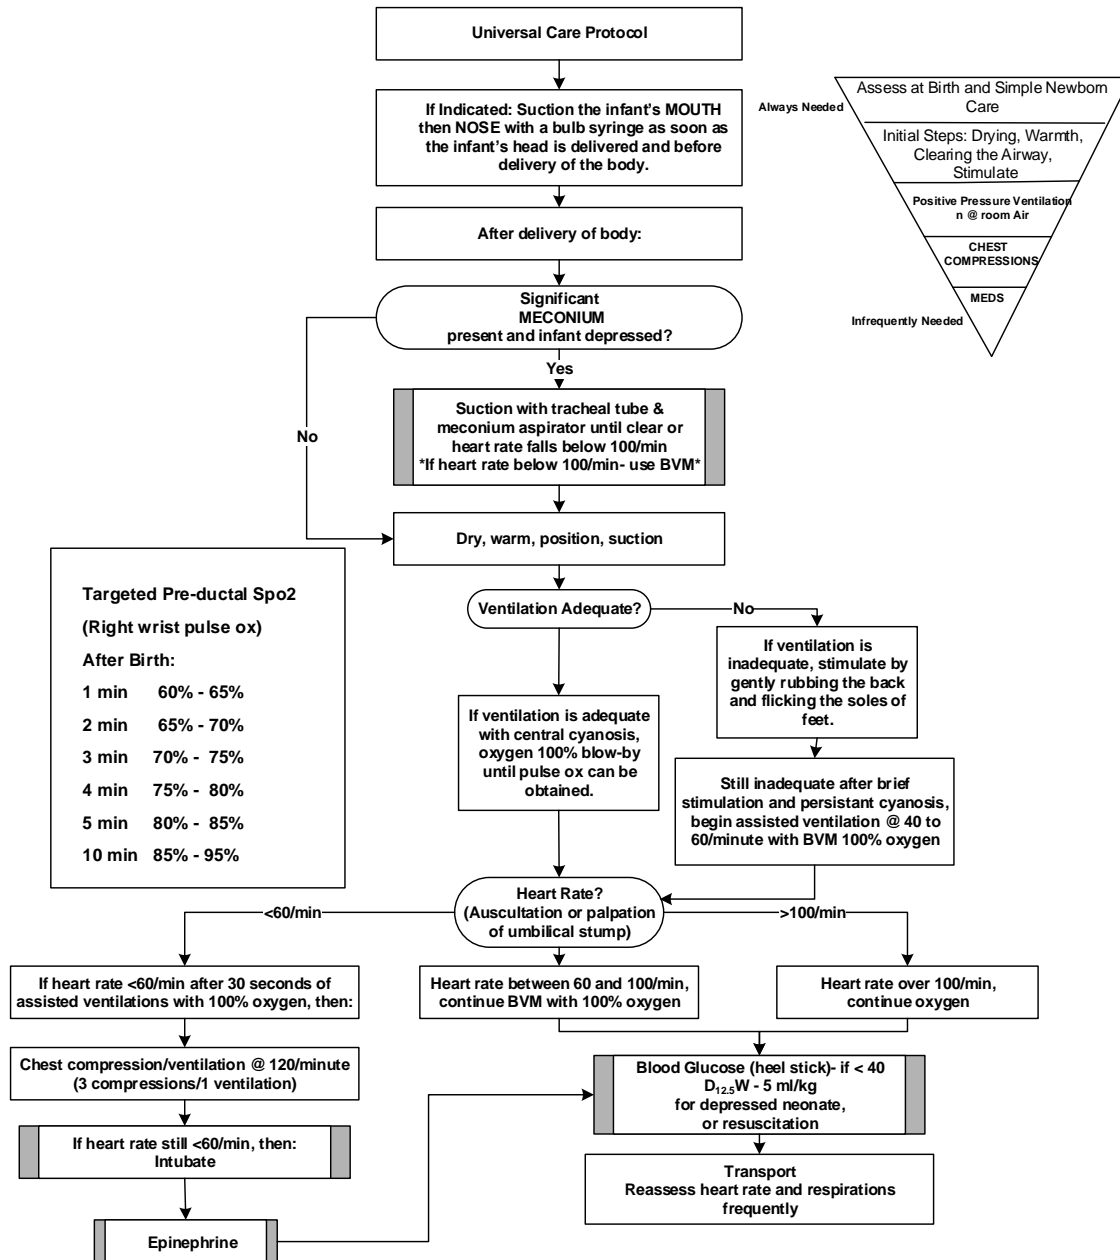 Universal Care Protocol
If Indicated: Suction the infant's MOUTH
then NOSE with a bulb syringe as soon as
the infant's head is delivered and before
delivery of the body.
After delivery of body:
Always Needed
Assess at Birth and Simple Newborn
Care
Initial Steps: Drying, Warmth,
Clearing the Airway,
Stimulate
Positive Pressure Ventilation
n @ room Air
CHEST
COMPRESSIONS
MEDS
Infrequently Needed
Significant
MECONIUM
present and infant depressed?
Yes
No
Suction with tracheal tube &
meconium aspirator until clear or
heart rate falls below 100/min
*If heart rate below 100/min- use BVM*
Dry, warm, position, suction
Targeted Pre-ductal Spo2
(Right wrist pulse ox)
After Birth:
1 min 60% - 65%
2 min 65% - 70%
3 min 70% - 75%
4 min 75% - 80%
5 min 80% - 85%
10 min 85% - 95%
Ventilation Adequate?
No
If ventilation is
inadequate, stimulate by
gently rubbing the back
and flicking the soles of
feet.
If ventilation is adequate
with central cyanosis,
oxygen 100% blow-by
until pulse ox can be
obtained.
Still inadequate after brief
stimulation and persistant cyanosis,
begin assisted ventilation @ 40 to
60/minute with BVM 100% oxygen
Heart Rate?
(Auscultation or palpation
of umbilical stump)
<60/min
>100/min
If heart rate <60/min after 30 seconds of
assisted ventilations with 100% oxygen, then:
Heart rate between 60 and 100/min,
continue BVM with 100% oxygen
Heart rate over 100/min,
continue oxygen
Chest compression/ventilation @ 120/minute
(3 compressions/1 ventilation)
Blood Glucose (heel stick)- if < 40
D12.5W - 5 ml/kg
for depressed neonate,
or resuscitation
If heart rate still <60/min, then:
Intubate
Transport
Reassess heart rate and respirations
frequently
Epinephrine